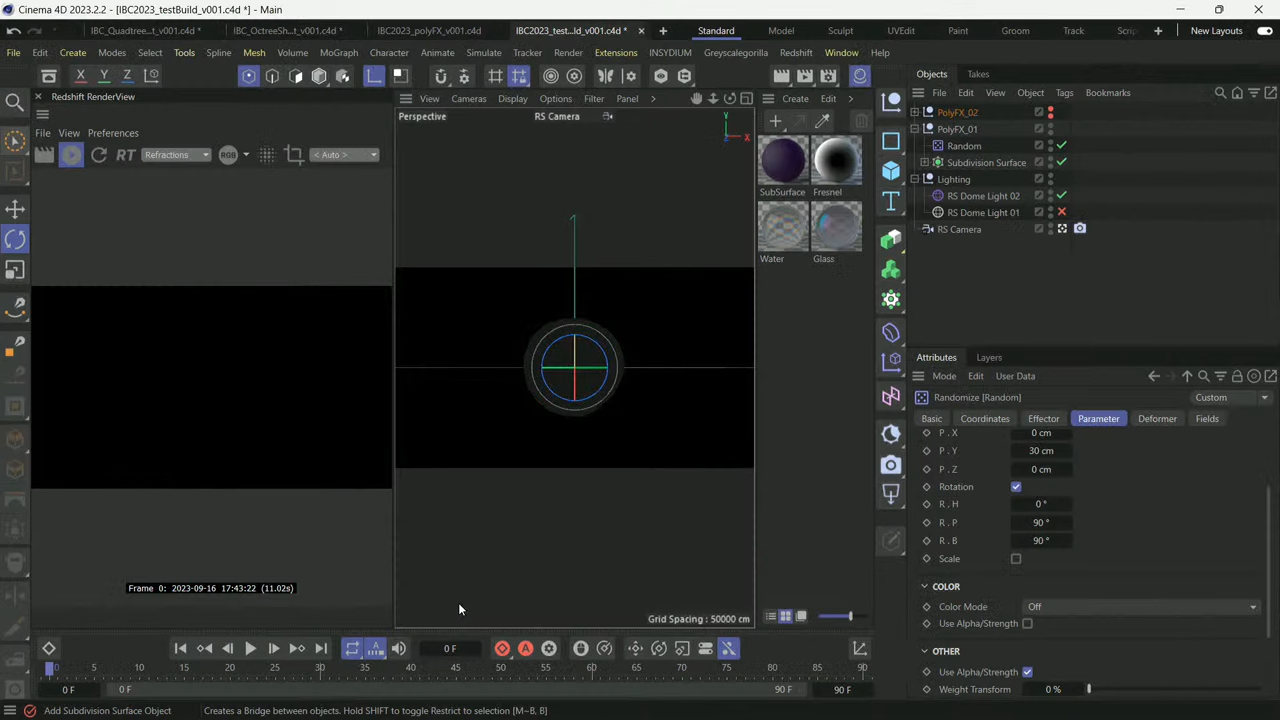 Cinema 4D 2023.2.2 - [IBC2023_testBuild_v001.c4d *] - Main
IBC_Quadtree...t_v001.c4d * IBC_OctreeSh...t_v001.c4d * IBC2023_polyFX_v001.c4d IBC2023_test...ld_v001.c4d * Standard Model Sculpt UVEdit Paint Groom Track Scrip New Layouts
File Edit Create Modes Select Tools Spline Mesh Volume MoGraph Character Animate Simulate Tracker Render Extensions INSYDIUM Greyscalegorilla Redshift Window Help
X Y Z
Objects Takes
Redshift RenderView
View Cameras Display Options Filter Panel
Create Edit
File Edit View Object Tags Bookmarks
File View Preferences
RT Refractions RGB < Auto >
Perspective RS Camera
Y
X
PolyFX_02
PolyFX_01
Random
Subdivision Surface
Lighting
RS Dome Light 02
RS Dome Light 01
RS Camera
SubSurface Fresnel
Water Glass
Attributes Layers
Mode Edit User Data
Randomize [Random] Custom
Basic Coordinates Effector Parameter Deformer Fields
P . X 0 cm
P . Y 30 cm
P . Z 0 cm
Rotation
R . H 0 °
R . P 90 °
R . B 90 °
Scale
COLOR
Color Mode Off
Use Alpha/Strength
OTHER
Use Alpha/Strength
Weight Transform 0 %
Frame 0: 2023-09-16 17:43:22 (11.02s)
Grid Spacing : 50000 cm
0 F
0 5 10 15 20 25 30 35 40 45 50 55 60 65 70 75 80 85 90
0 F 0 F 90 F 90 F
Add Subdivision Surface Object Creates a Bridge between objects. Hold SHIFT to toggle Restrict to selection [M~B, B]